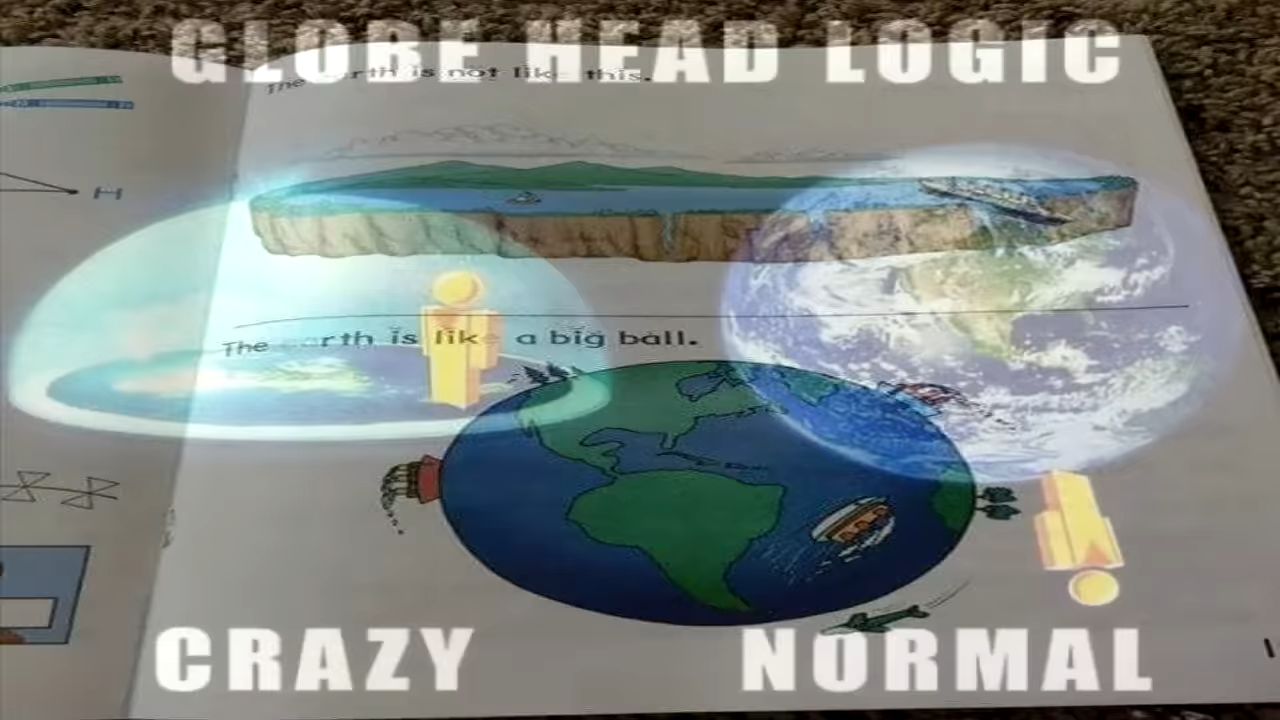 GLOBE HEAD LOGIC
The earth is not like this.
H
The earth is like a big ball.
CRAZY NORMAL